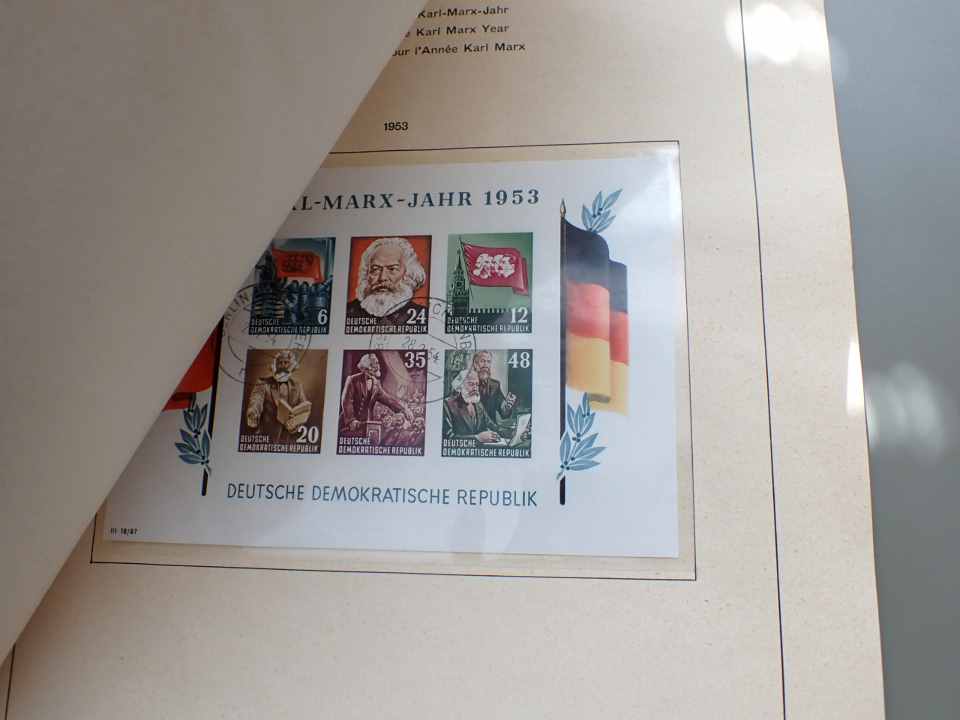 Karl-Marx-Jahr
Karl Marx Year
l'Année Karl Marx
1953
-MARX-JAHR 1953
6
DEUTSCHE
DEMOKRATISCHE REPUBLIK
24
DEUTSCHE
DEMOKRATISCHE REPUBLIK
12
DEUTSCHE
DEMOKRATISCHE REPUBLIK
20
DEUTSCHE
DEMOKRATISCHE REPUBLIK
35
DEUTSCHE
DEMOKRATISCHE REPUBLIK
48
DEUTSCHE
DEMOKRATISCHE REPUBLIK
DEUTSCHE DEMOKRATISCHE REPUBLIK